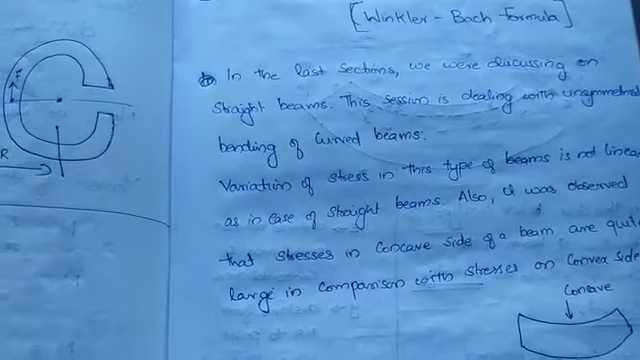 [Winkler - Bach Formula]
In the last sections, we were discussing on
straight beams. This session is dealing with unsymmetrical
bending of curved beams.
Variation of stress in this type of beams is not linear
as in case of straight beams. Also, it was observed
that stresses in concave side of a beam are quite
large in comparison with stresses on convex side
Concave
F
R